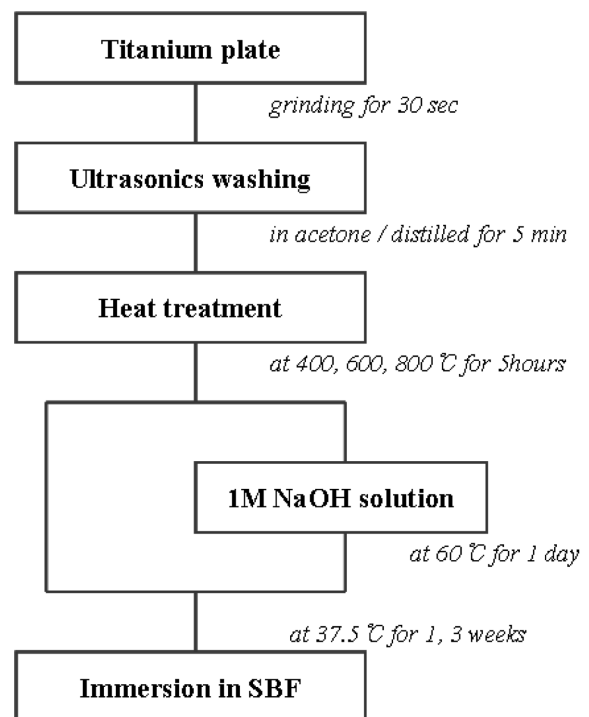 Titanium plate
grinding for 30 sec
Ultrasonics washing
in acetone / distilled for 5 min
Heat treatment
at 400, 600, 800 ℃ for 5hours
1M NaOH solution
at 60 ℃ for 1 day
at 37.5 ℃ for 1, 3 weeks
Immersion in SBF